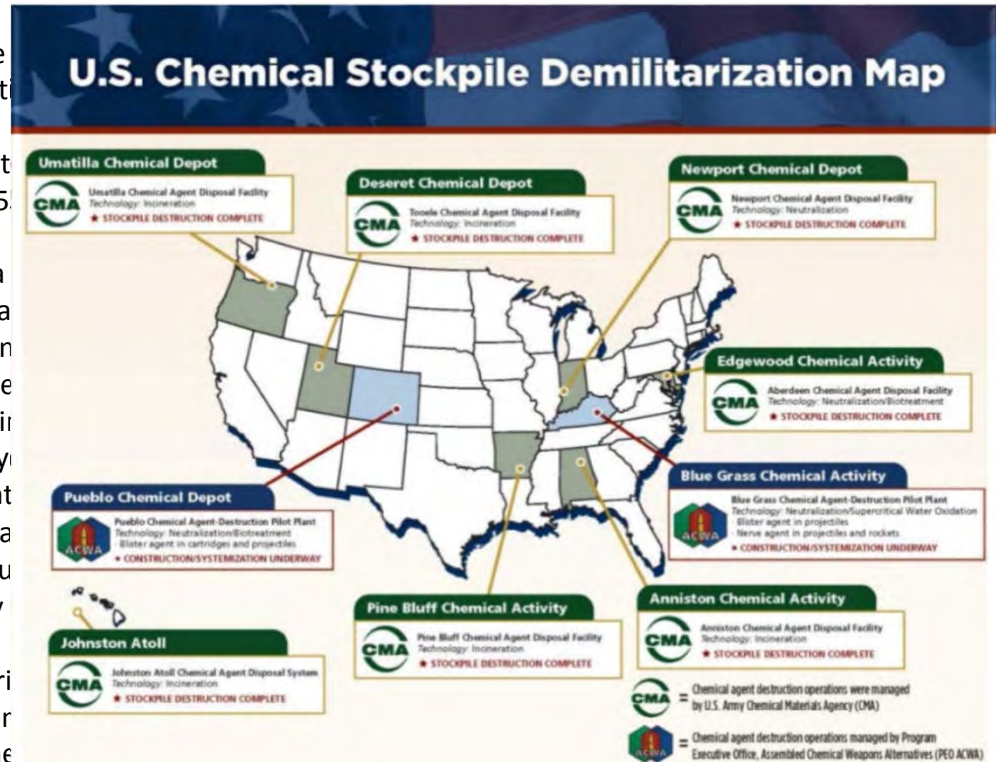 U.S. Chemical Stockpile Demilitarization Map
Umatilla Chemical Depot
CMA
Umatilla Chemical Agent Disposal Facility
Technology: Incineration
★ STOCKPILE DESTRUCTION COMPLETE
Deseret Chemical Depot
CMA
Tooele Chemical Agent Disposal Facility
Technology: Incineration
★ STOCKPILE DESTRUCTION COMPLETE
Newport Chemical Depot
CMA
Newport Chemical Agent Disposal Facility
Technology: Neutralization
★ STOCKPILE DESTRUCTION COMPLETE
Edgewood Chemical Activity
CMA
Aberdeen Chemical Agent Disposal Facility
Technology: Neutralization/Biotreatment
★ STOCKPILE DESTRUCTION COMPLETE
Pueblo Chemical Depot
ACWA
Pueblo Chemical Agent-Destruction Pilot Plant
Technology: Neutralization/Biotreatment
· Blister agent in cartridges and projectiles
★ CONSTRUCTION/SYSTEMIZATION UNDERWAY
Blue Grass Chemical Activity
ACWA
Blue Grass Chemical Agent-Destruction Pilot Plant
Technology: Neutralization/Supercritical Water Oxidation
· Blister agent in projectiles
· Nerve agent in projectiles and rockets
★ CONSTRUCTION/SYSTEMIZATION UNDERWAY
Johnston Atoll
CMA
Johnston Atoll Chemical Agent Disposal System
Technology: Incineration
★ STOCKPILE DESTRUCTION COMPLETE
Pine Bluff Chemical Activity
CMA
Pine Bluff Chemical Agent Disposal Facility
Technology: Incineration
★ STOCKPILE DESTRUCTION COMPLETE
Anniston Chemical Activity
CMA
Anniston Chemical Agent Disposal Facility
Technology: Incineration
★ STOCKPILE DESTRUCTION COMPLETE
CMA = Chemical agent destruction operations were managed
by U.S. Army Chemical Materials Agency (CMA)
ACWA = Chemical agent destruction operations managed by Program
Executive Office, Assembled Chemical Weapons Alternatives (PEO ACWA)